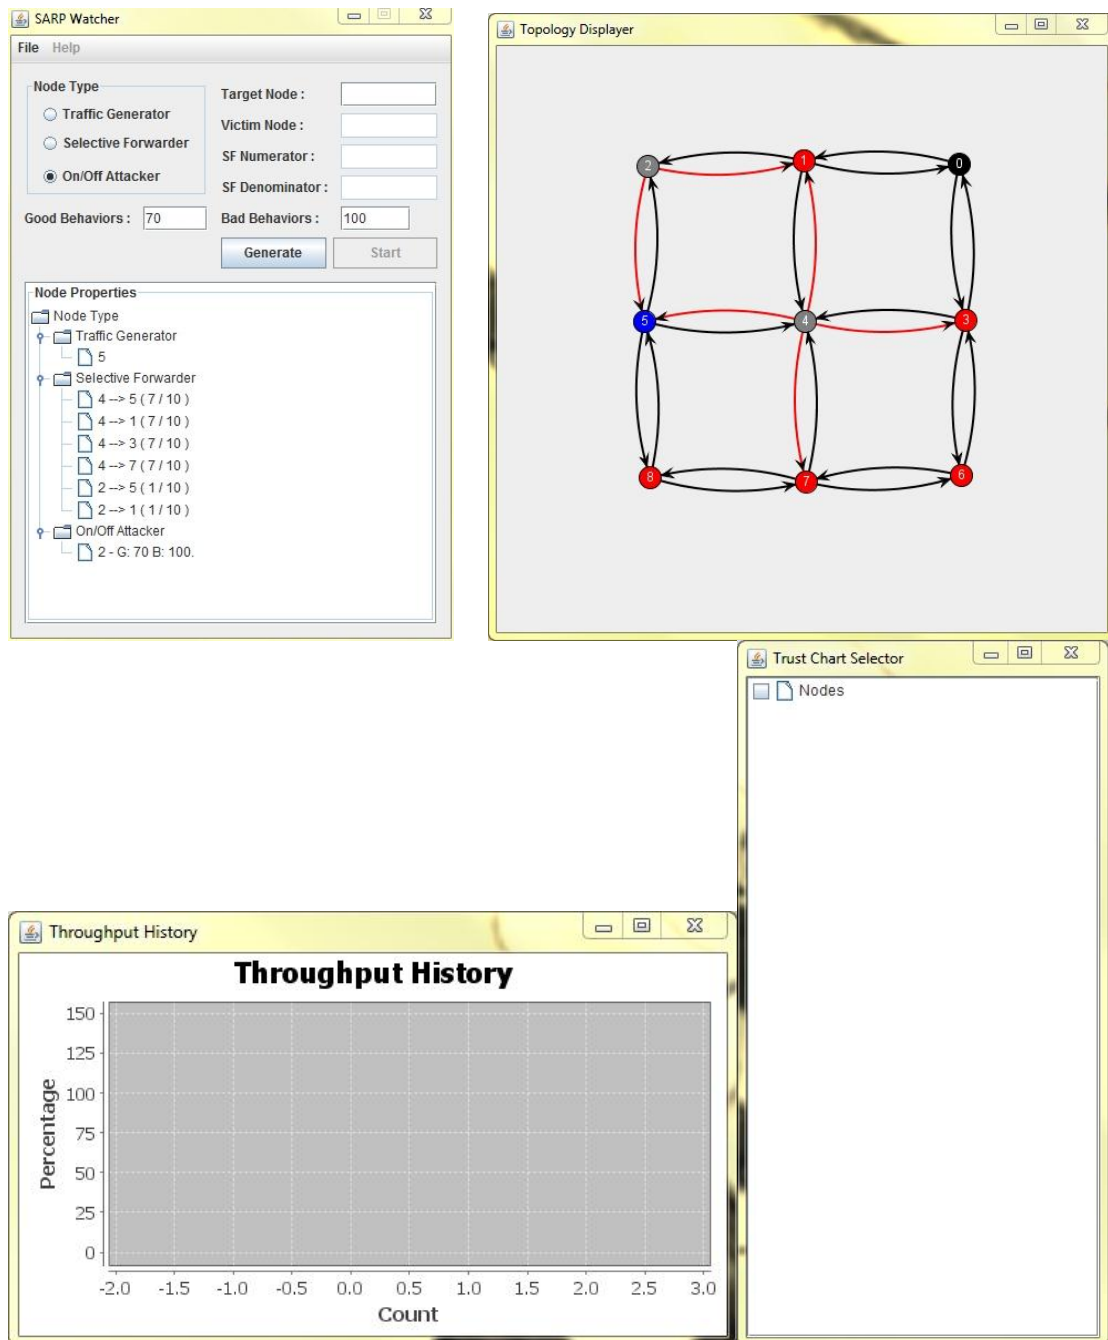 SARP Watcher
File Help
Node Type
Traffic Generator
Selective Forwarder
On/Off Attacker
Target Node :
Victim Node :
SF Numerator :
SF Denominator :
Good Behaviors : 70 Bad Behaviors : 100
Generate Start
Node Properties
Node Type
Traffic Generator
5
Selective Forwarder
4 --> 5 ( 7 / 10 )
4 --> 1 ( 7 / 10 )
4 --> 3 ( 7 / 10 )
4 --> 7 ( 7 / 10 )
2 --> 5 ( 1 / 10 )
2 --> 1 ( 1 / 10 )
On/Off Attacker
2 - G: 70 B: 100.
Topology Displayer
2 1 0
5 4 3
8 7 6
Trust Chart Selector
Nodes
Throughput History
Throughput History
Percentage
150
125
100
75
50
25
0
-2.0 -1.5 -1.0 -0.5 0.0 0.5 1.0 1.5 2.0 2.5 3.0
Count